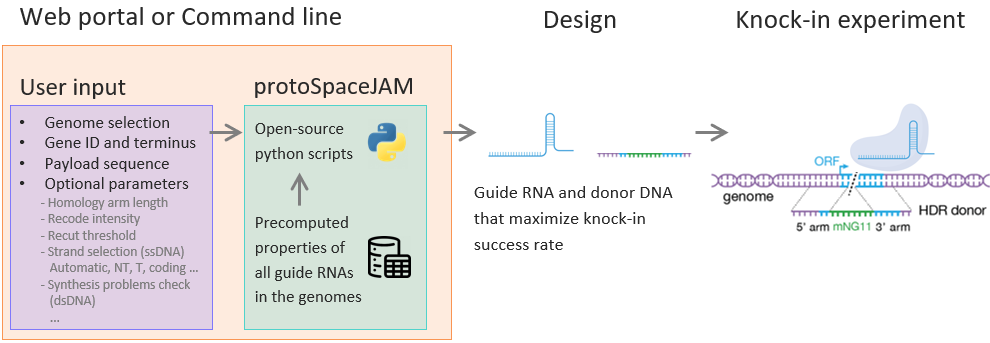 Web portal or Command line
User input
• Genome selection
• Gene ID and terminus
• Payload sequence
• Optional parameters
- Homology arm length
- Recode intensity
- Recut threshold
- Strand selection (ssDNA)
Automatic, NT, T, coding ...
- Synthesis problems check
(dsDNA)
...
protoSpaceJAM
Open-source
python scripts
Precomputed
properties of
all guide RNAs
in the genomes
Design
Guide RNA and donor DNA
that maximize knock-in
success rate
Knock-in experiment
ORF
genome
HDR donor
5' arm mNG11 3' arm